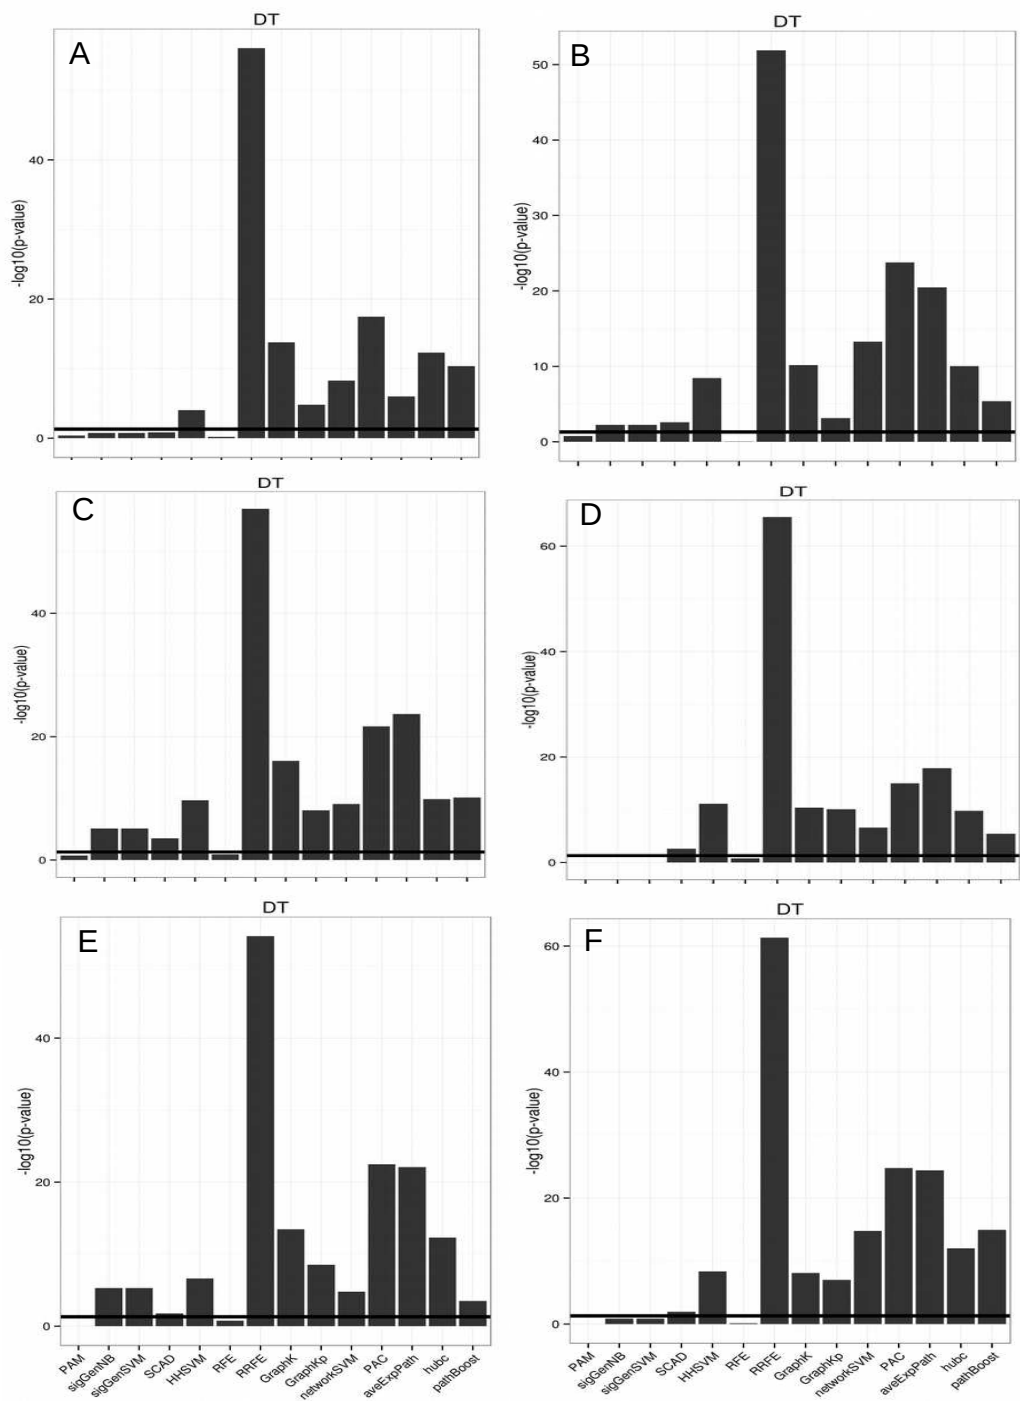 DT
A
-log10(p-value)
40
20
0
DT
B
-log10(p-value)
50
40
30
20
10
0
DT
C
-log10(p-value)
40
20
0
DT
D
-log10(p-value)
60
40
20
0
DT
E
-log10(p-value)
40
20
0
PAM
sigGenNB
sigGenSVM
SCAD
HHSVM
RFE
RRFE
GraphK
GraphKp
networkSVM
PAC
aveExpPath
hubc
pathBoost
DT
F
-log10(p-value)
60
40
20
0
PAM
sigGenNB
sigGenSVM
SCAD
HHSVM
RFE
RRFE
GraphK
GraphKp
networkSVM
PAC
aveExpPath
hubc
pathBoost